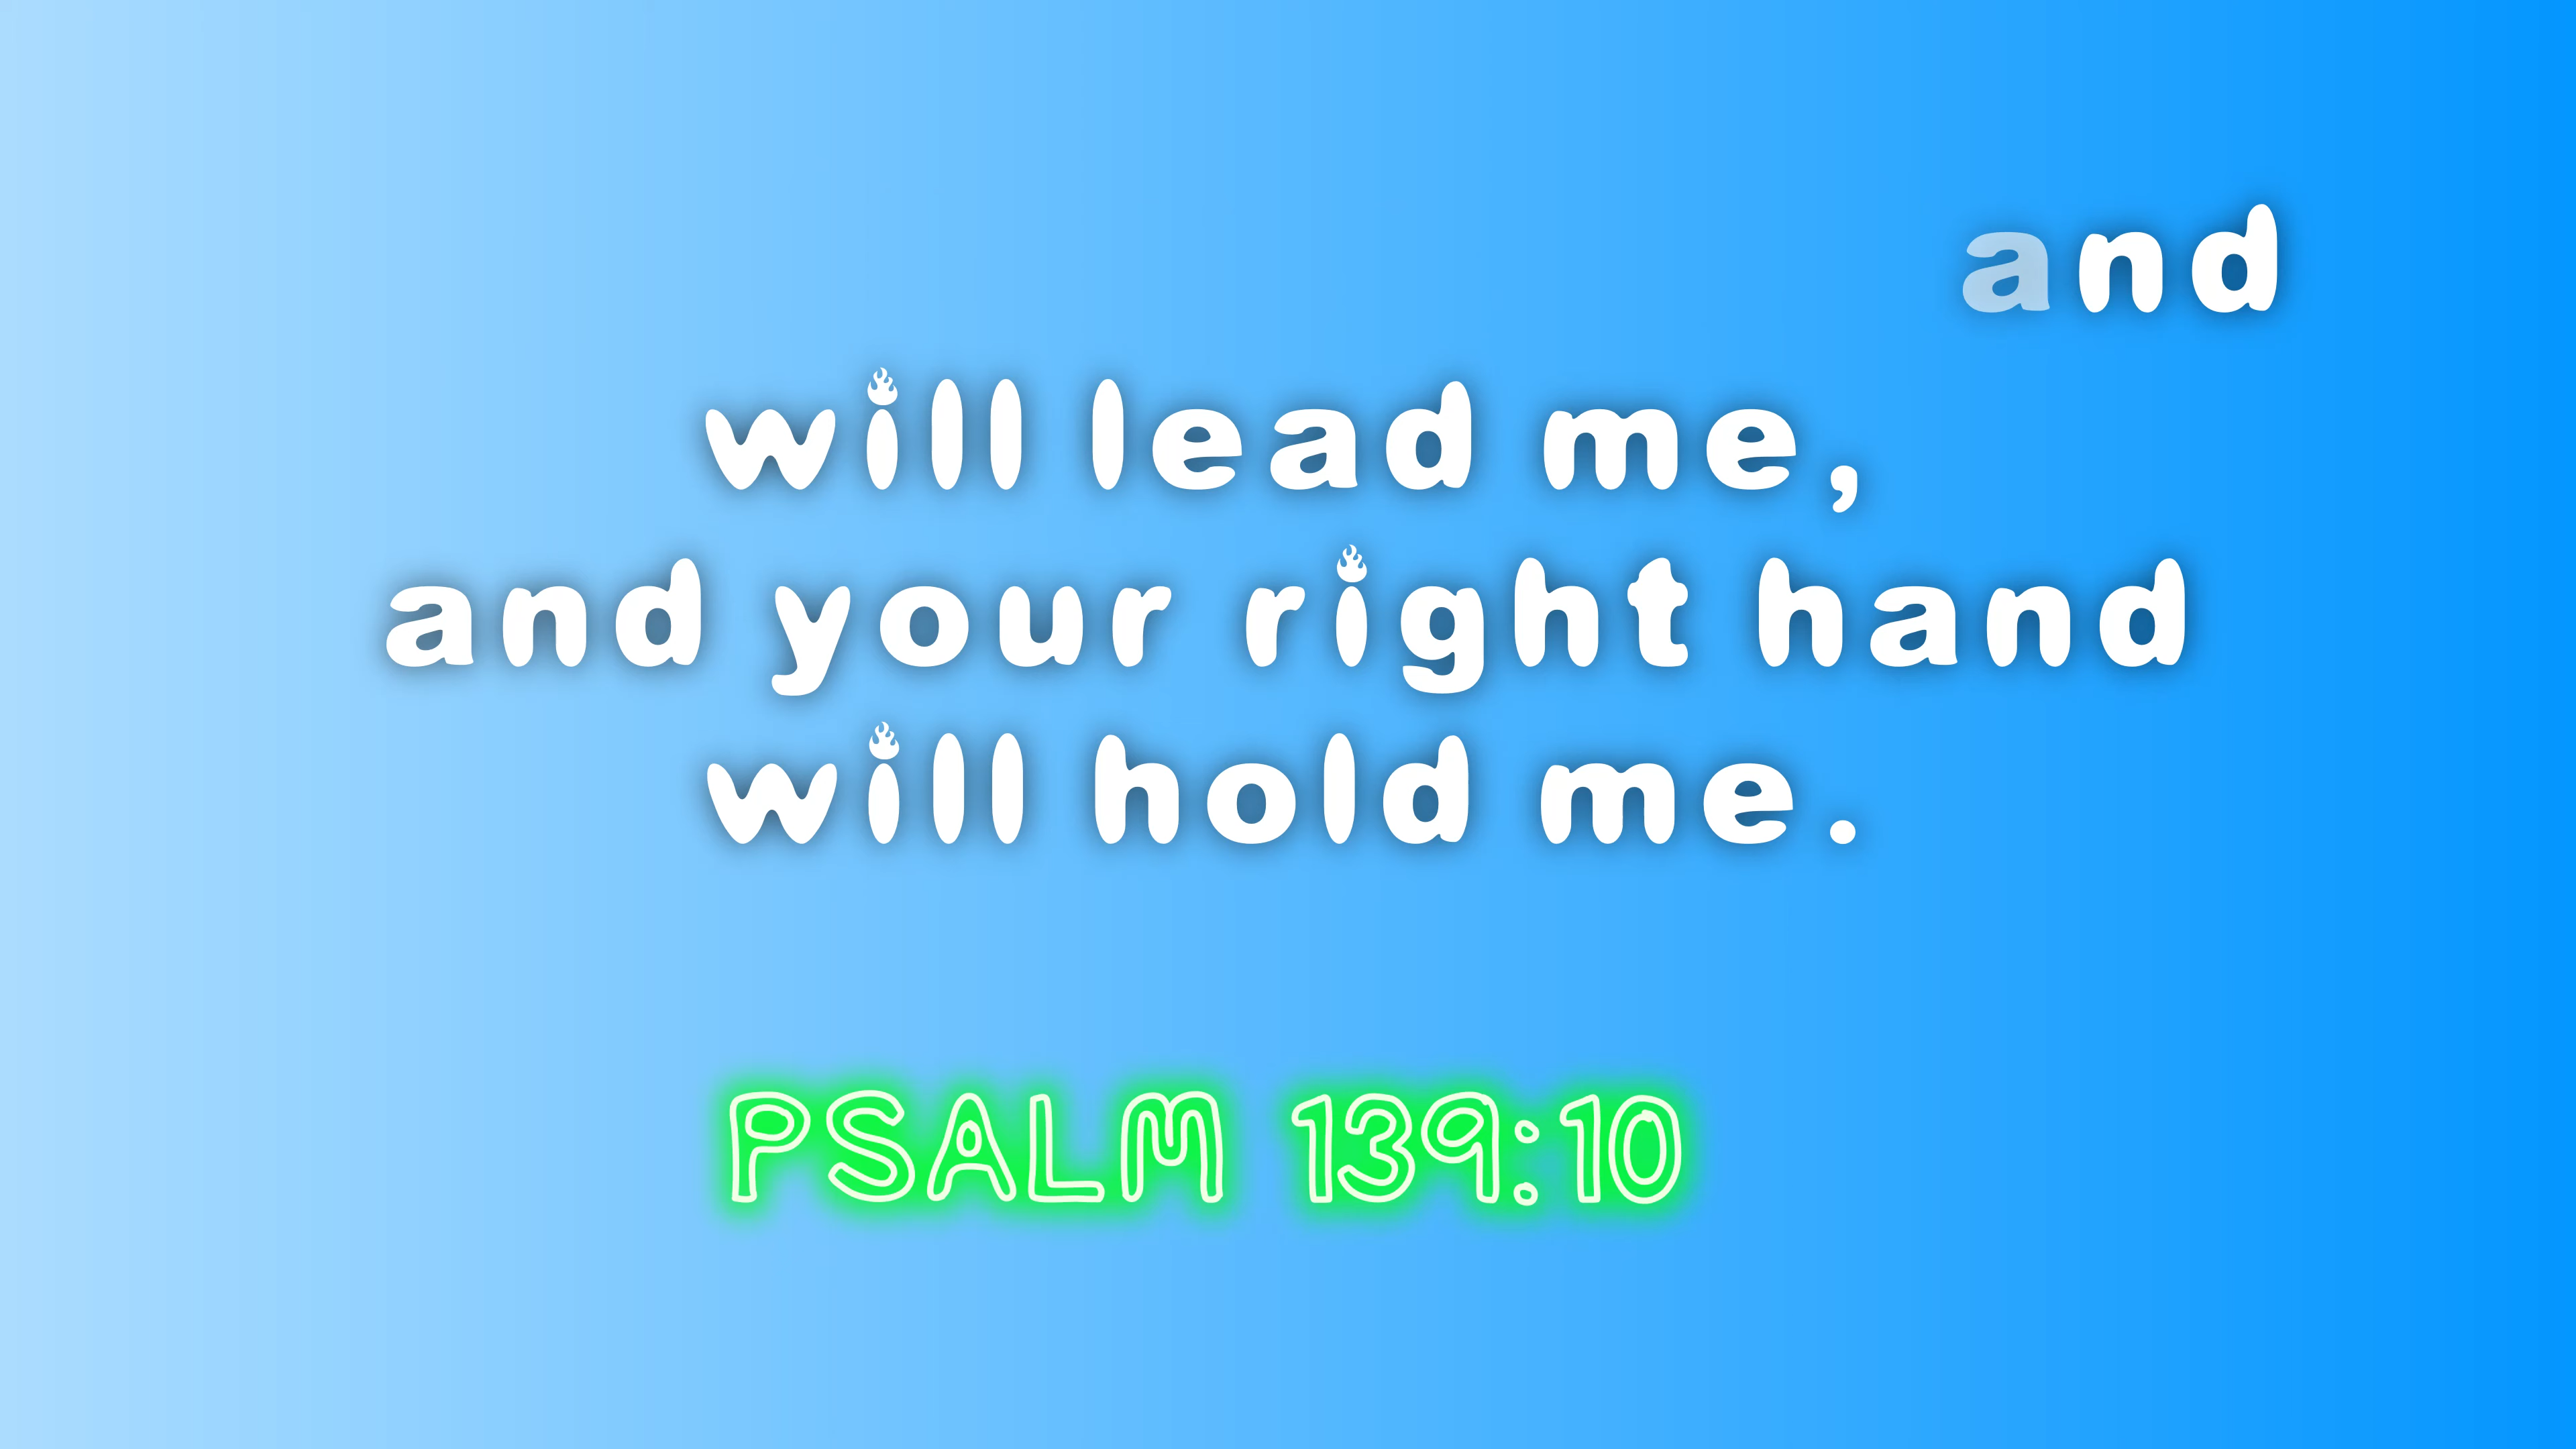 and
will lead me,
and your right hand
will hold me.
PSALM 139:10